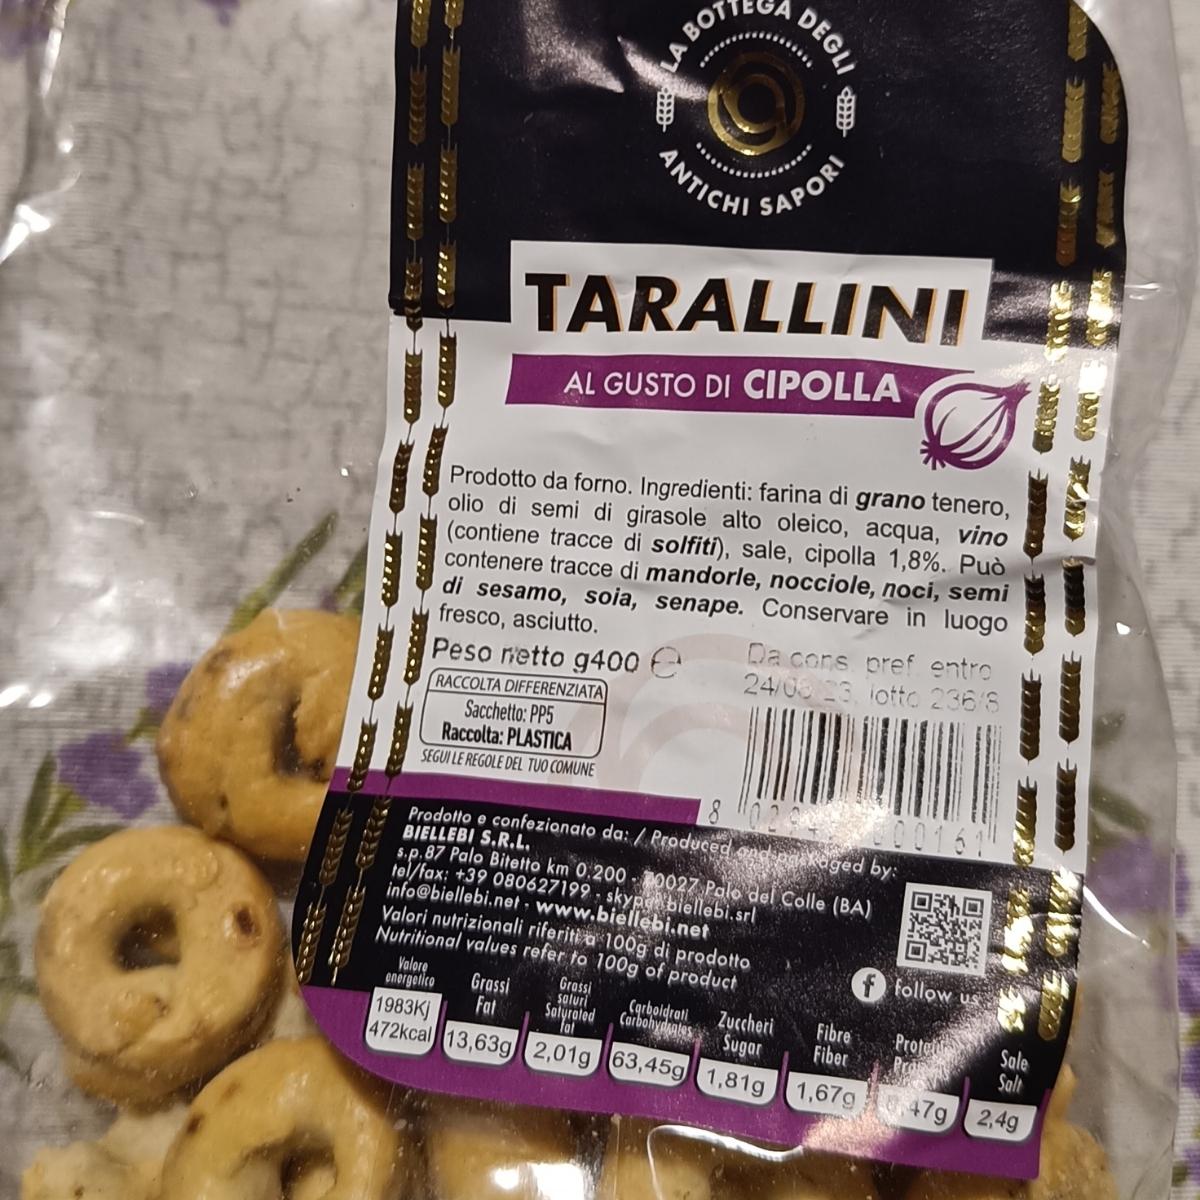 LA BOTTEGA DEGLI
ANTICHI SAPORI
TARALLINI
AL GUSTO DI CIPOLLA
Prodotto da forno. Ingredienti: farina di grano tenero,
olio di semi di girasole alto oleico, acqua, vino
(contiene tracce di solfiti), sale, cipolla 1,8%. Può
contenere tracce di mandorle, nocciole, noci, semi
di sesamo, soia, senape. Conservare in luogo
fresco, asciutto.
Peso netto g400 e
Da cons. pref. entro
lotto 236/8
RACCOLTA DIFFERENZIATA
Sacchetto: PP5
Raccolta: PLASTICA
SEGUI LE REGOLE DEL TUO COMUNE
Prodotto e confezionato da: / Produced and packaged by:
BIELLEBI S.R.L.
s.p.87 Palo Bitetto km 0,200 - 70027 Palo del Colle (BA)
tel/fax: +39 080627199 - skype: biellebi.srl
info@biellebi.net - www.biellebi.net
Valori nutrizionali riferiti a 100g di prodotto
Nutritional values refer to 100g of product
follow us
Valore energetico
1983Kj
472kcal
Grassi
Fat
13,63g
Grassi saturi
Saturated fat
2,01g
Carboidrati
Carbohydrates
63,45g
Zuccheri
Sugar
1,81g
Fibre
Fiber
1,67g
Sale
Salt
2,4g